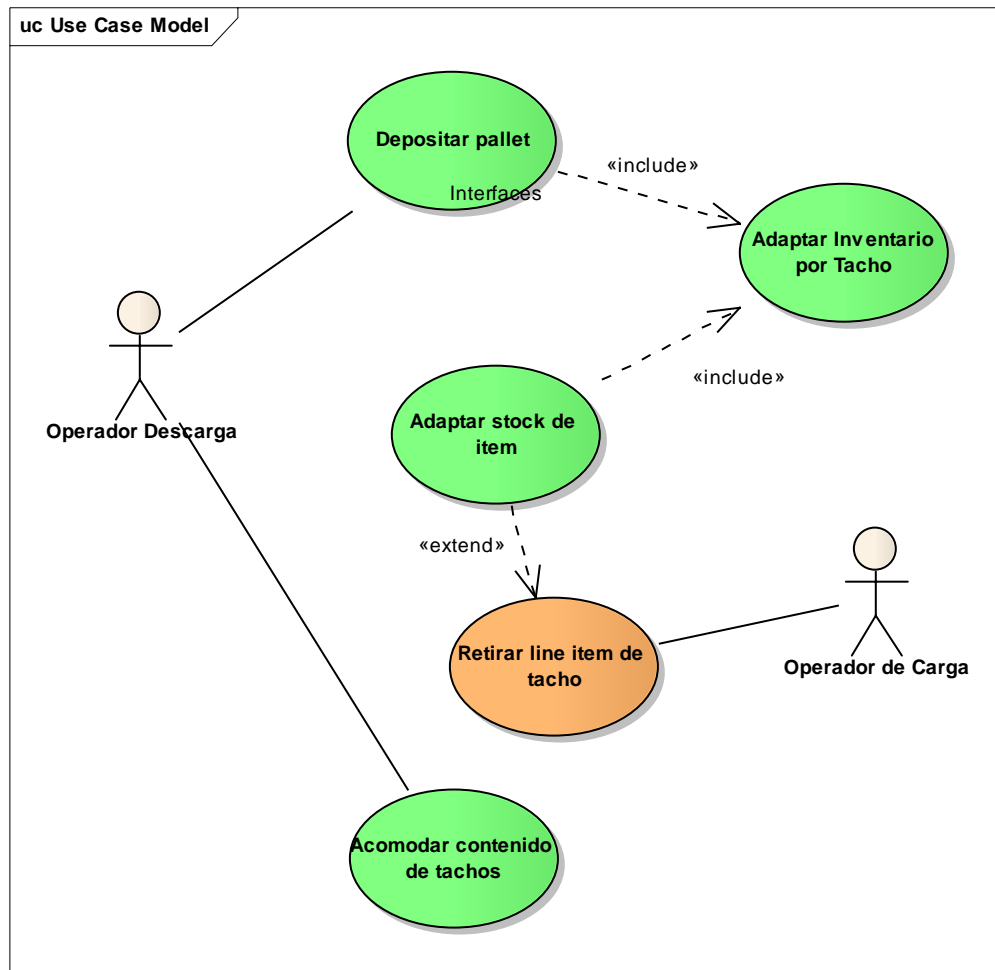 uc Use Case Model
Depositar pallet
«include»
Interfaces
Adaptar Inventario
por Tacho
«include»
Adaptar stock de
item
Operador Descarga
«extend»
Retirar line item de
tacho
Operador de Carga
Acomodar contenido
de tachos